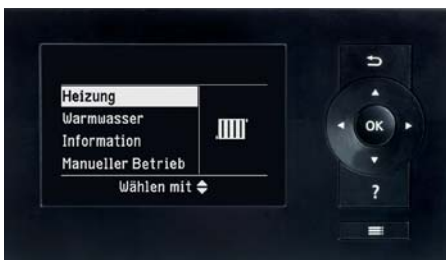 Heizung
Warmwasser
Information
Manueller Betrieb
Wählen mit
OK
?